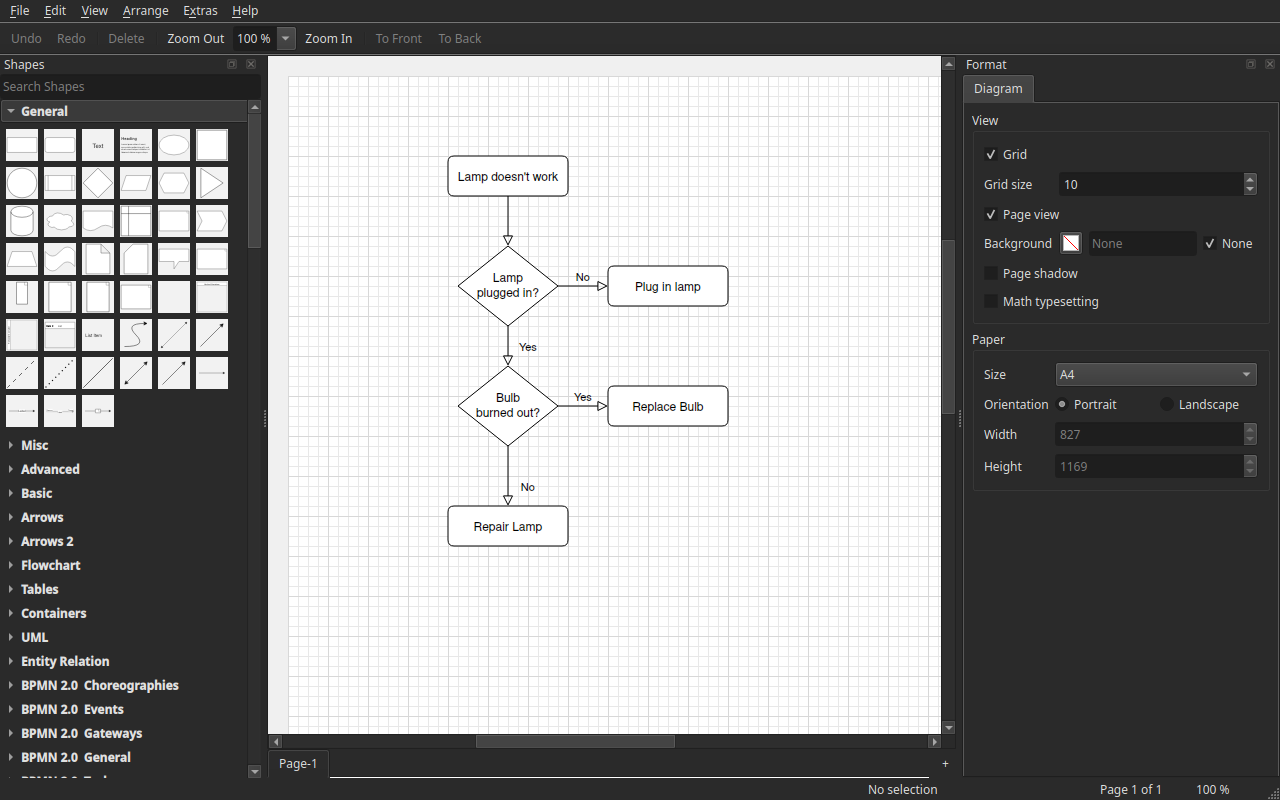 File Edit View Arrange Extras Help
Undo Redo Delete Zoom Out 100 % Zoom In To Front To Back
Shapes
Search Shapes
General
Text
Heading
List Item
Misc
Advanced
Basic
Arrows
Arrows 2
Flowchart
Tables
Containers
UML
Entity Relation
BPMN 2.0 Choreographies
BPMN 2.0 Events
BPMN 2.0 Gateways
BPMN 2.0 General
Lamp doesn't work
Lamp
plugged in?
No
Plug in lamp
Yes
Bulb
burned out?
Yes
Replace Bulb
No
Repair Lamp
Page-1
+
Format
Diagram
View
Grid
Grid size 10
Page view
Background None None
Page shadow
Math typesetting
Paper
Size A4
Orientation Portrait Landscape
Width 827
Height 1169
No selection Page 1 of 1 100 %